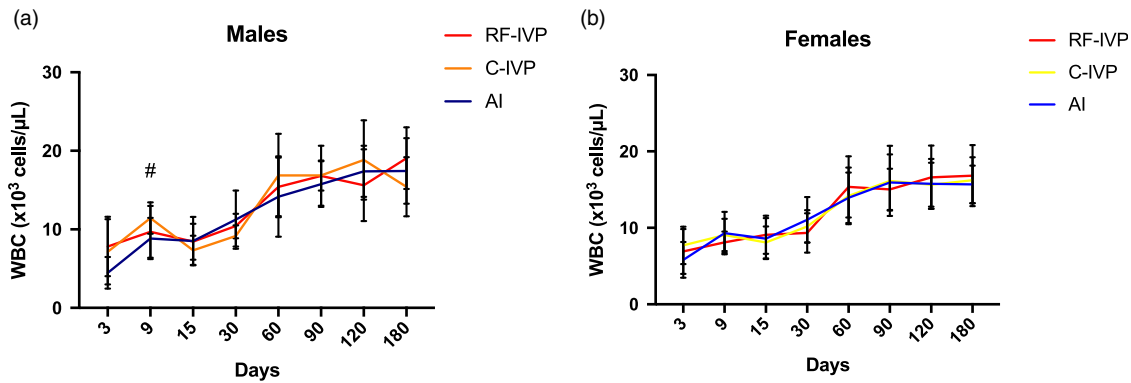 (a)
Males
RF-IVP
C-IVP
AI
WBC (x10³ cells/μL)
30
20
10
0
#
3 9 15 30 60 90 120 180
Days
(b)
Females
RF-IVP
C-IVP
AI
WBC (x10³ cells/μL)
30
20
10
0
3 9 15 30 60 90 120 180
Days